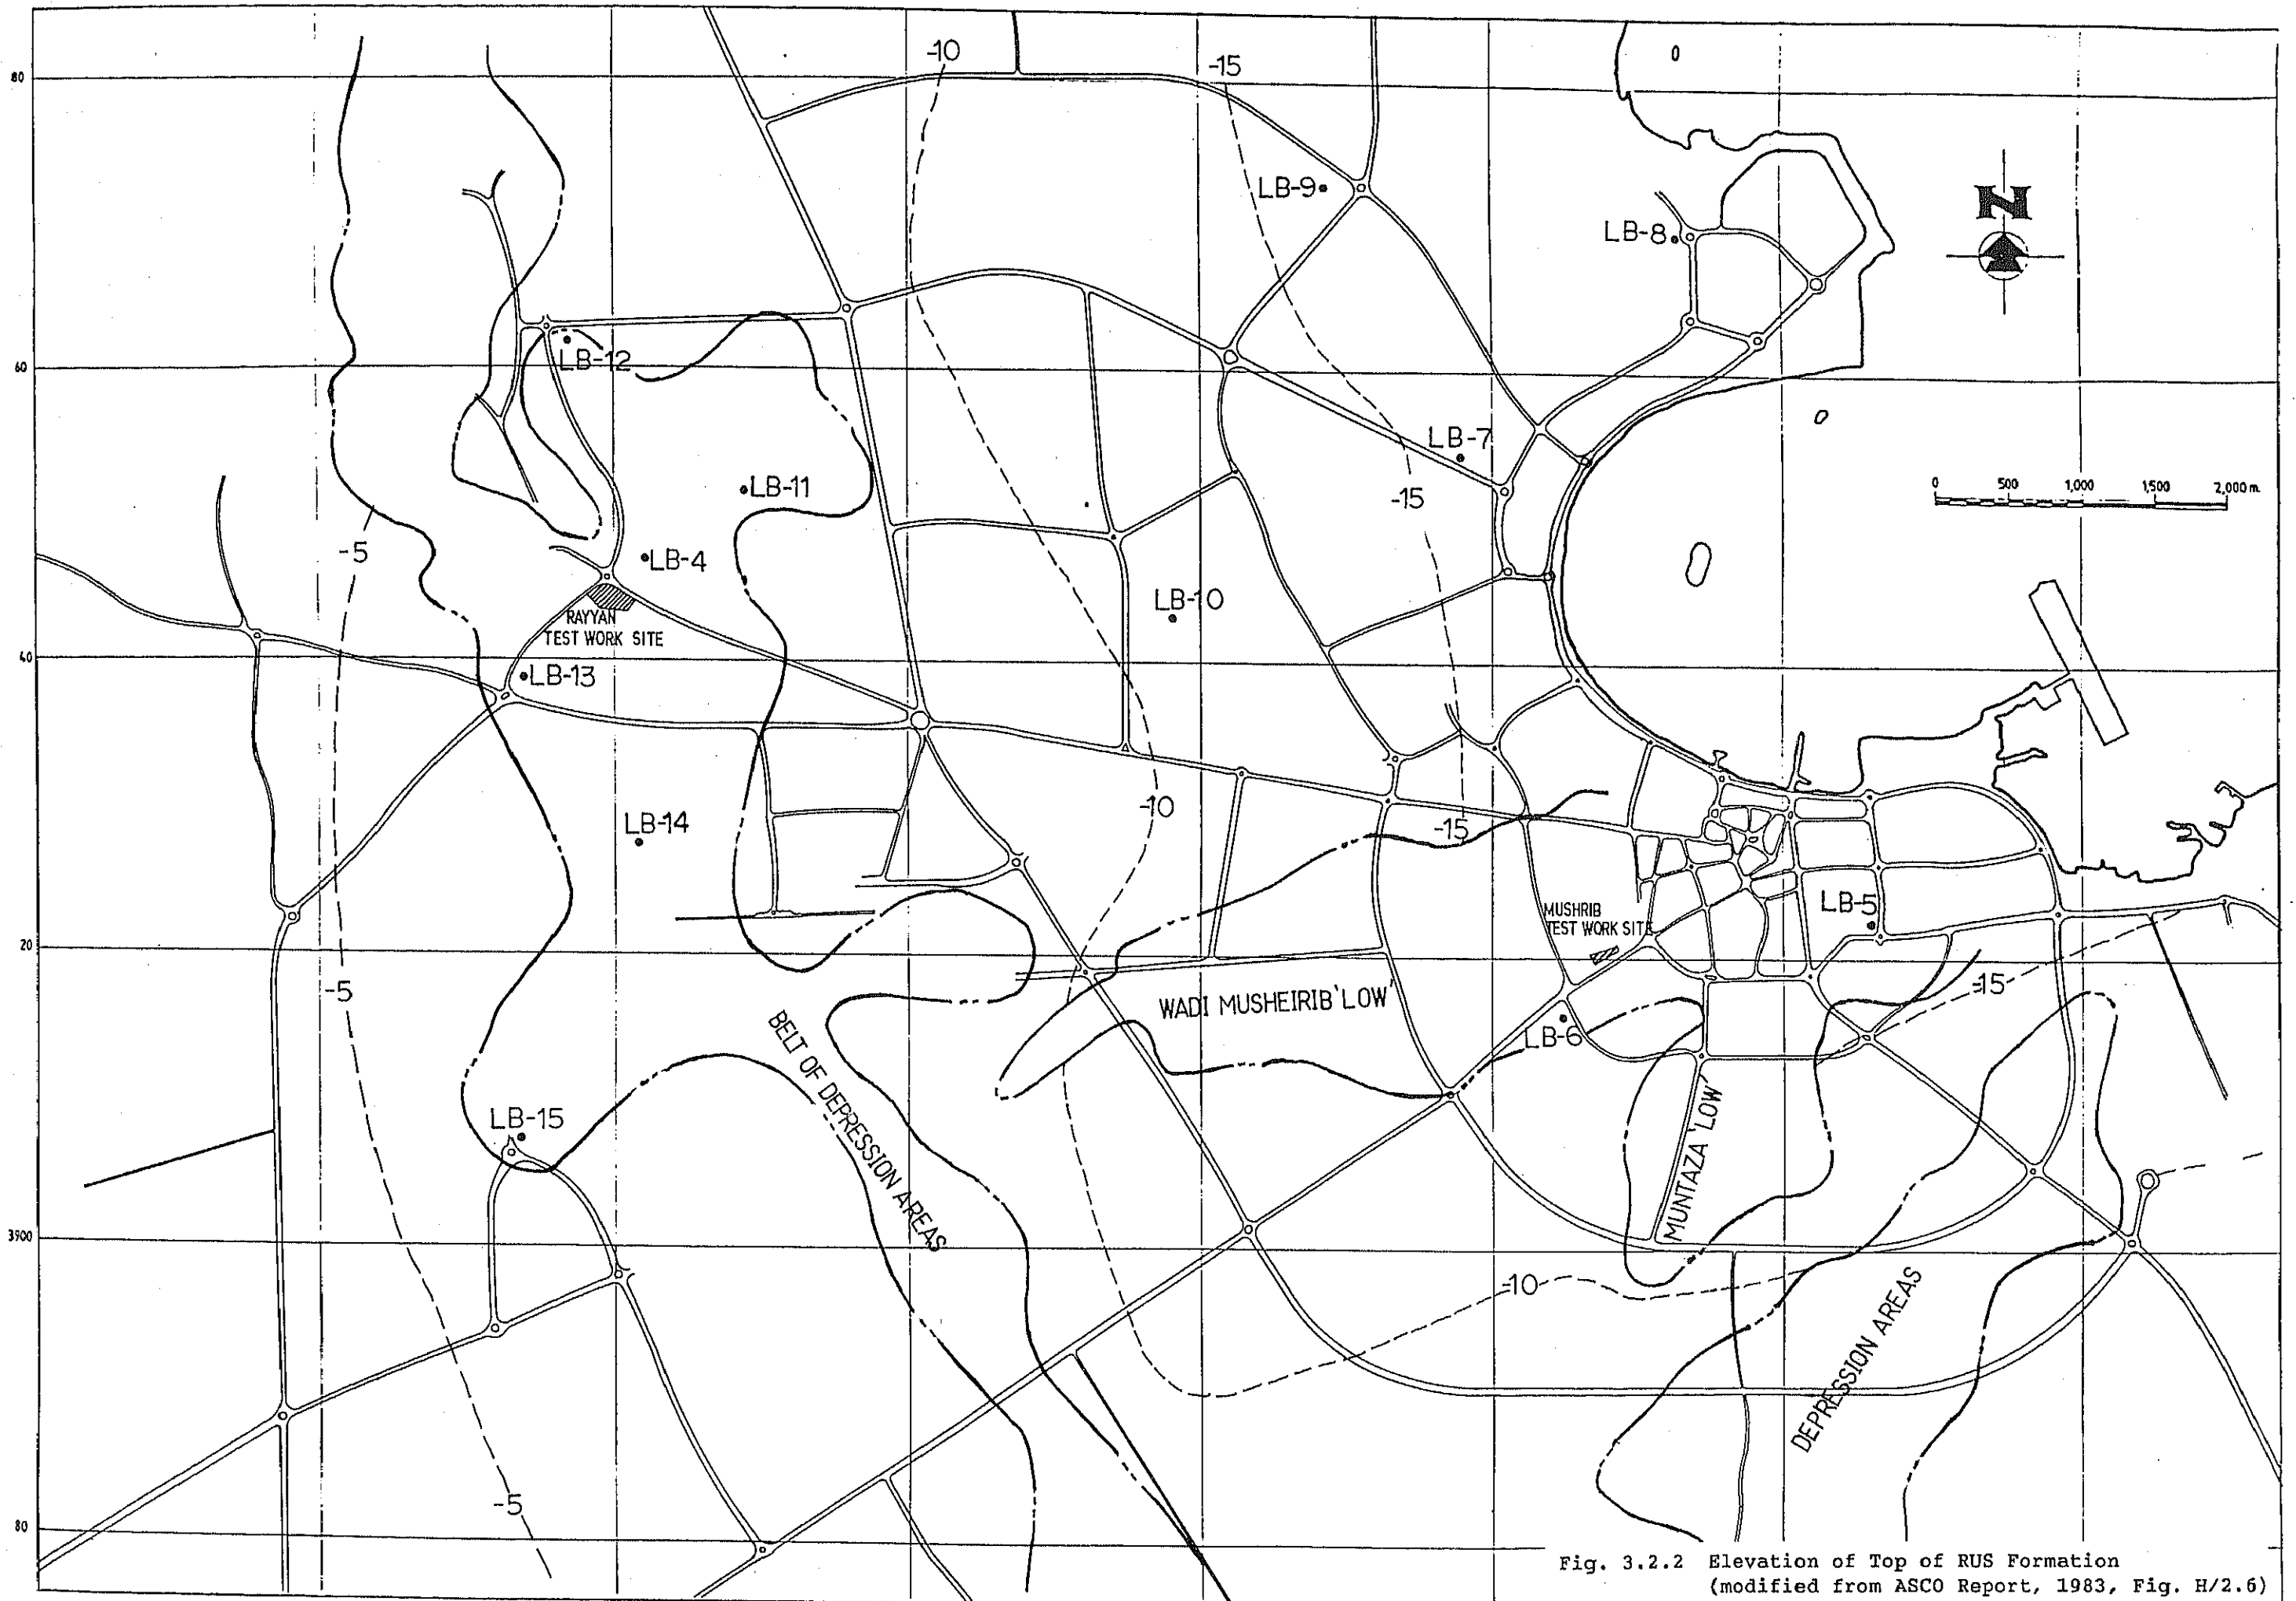 -10
-15
0
80
N
LB-9
LB-8
60
LB-12
LB-7
0 500 1,000 1,500 2,000 m.
LB-11
-15
-5
LB-4
LB-10
RAYYAN
TEST WORK SITE
40
LB-13
-10
-15
LB-14
LB-5
MUSHRIB
TEST WORK SITE
20
-5
-15
WADI MUSHEIRIB 'LOW'
LB-6
BELT OF DEPRESSION AREAS
LB-15
MUNTAZA 'LOW'
3900
-10
DEPRESSION AREAS
-5
80
Fig. 3.2.2 Elevation of Top of RUS Formation
(modified from ASCO Report, 1983, Fig. H/2.6)